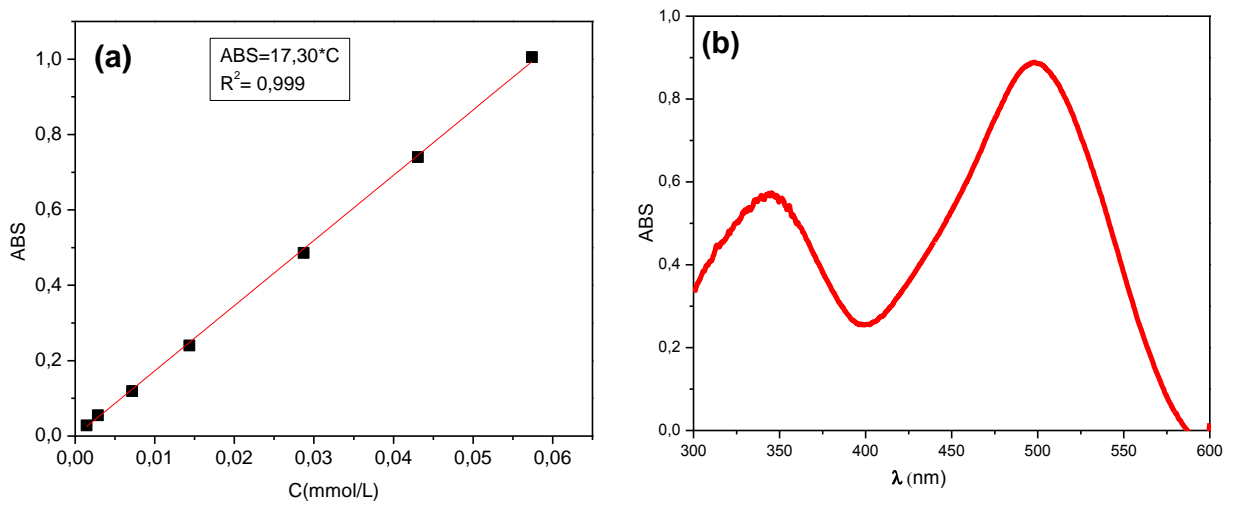 (a)
ABS=17,30*C
R²= 0,999
1,0
0,8
0,6
0,4
0,2
0,0
ABS
0,00 0,01 0,02 0,03 0,04 0,05 0,06
C(mmol/L)
(b)
1,0
0,8
0,6
0,4
0,2
0,0
ABS
300 350 400 450 500 550 600
λ (nm)